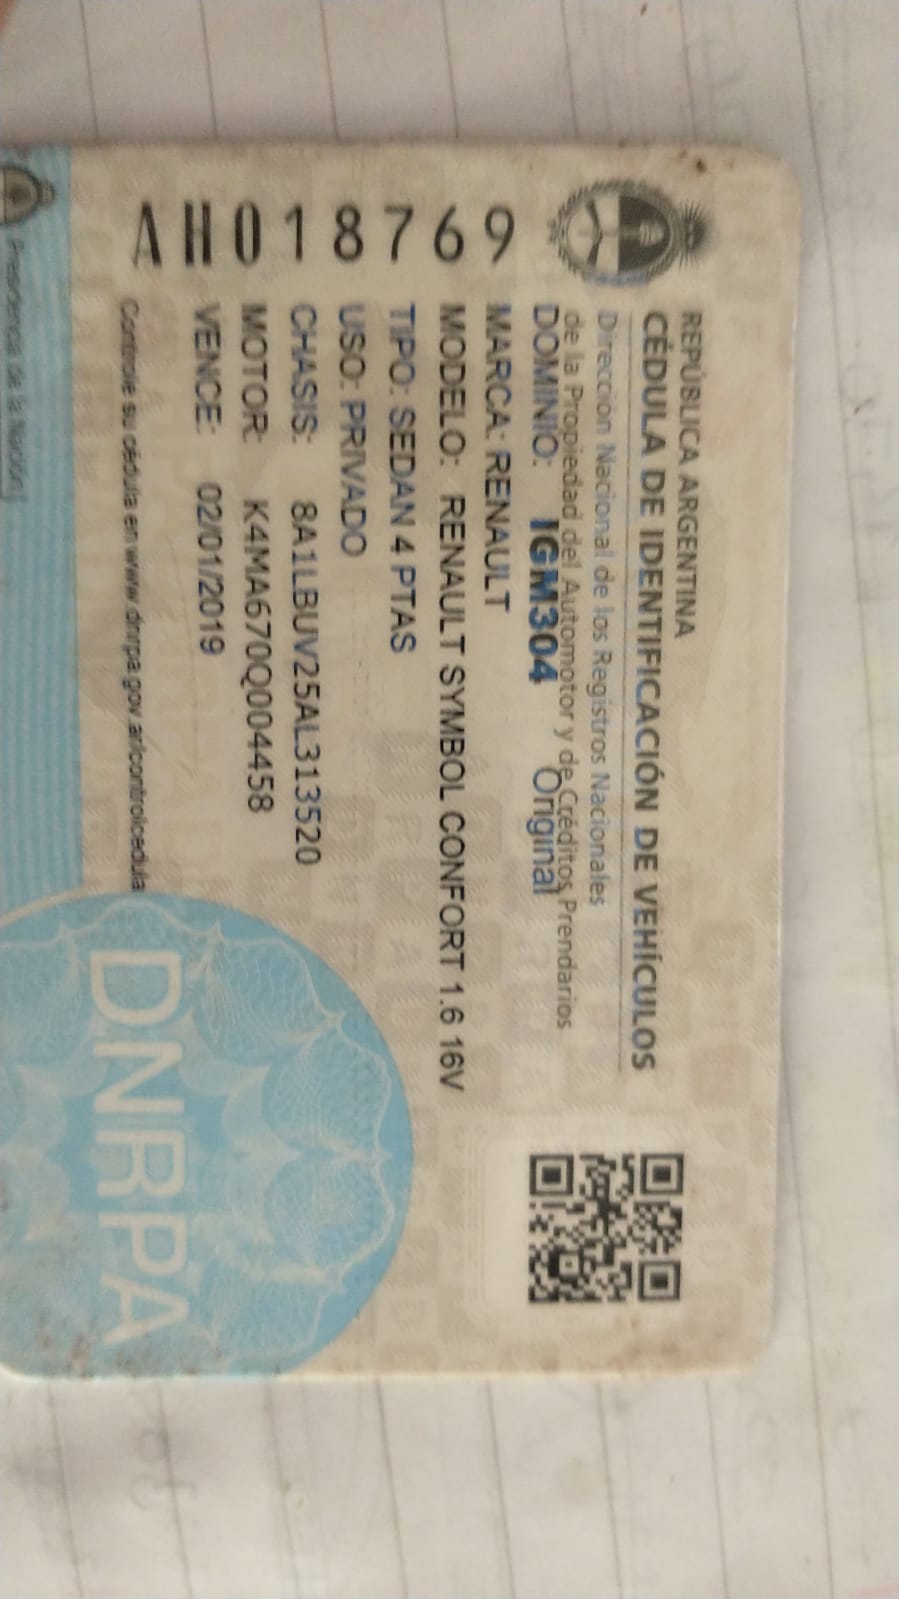 REPÚBLICA ARGENTINA
CÉDULA DE IDENTIFICACIÓN DE VEHÍCULOS
Dirección Nacional de los Registros Nacionales
de la Propiedad del Automotor y de Créditos Prendarios
DOMINIO: IGM304 Original
MARCA: RENAULT
MODELO: RENAULT SYMBOL CONFORT 1.6 16V
TIPO: SEDAN 4 PTAS
USO: PRIVADO
CHASIS: 8A1LBUV25AL313520
MOTOR: K4MA670Q004458
VENCE: 02/01/2019
Controle su cédula en www.dnrpa.gov.ar/controlcedula
AH018769
DNRPA
Presidencia de la Nación